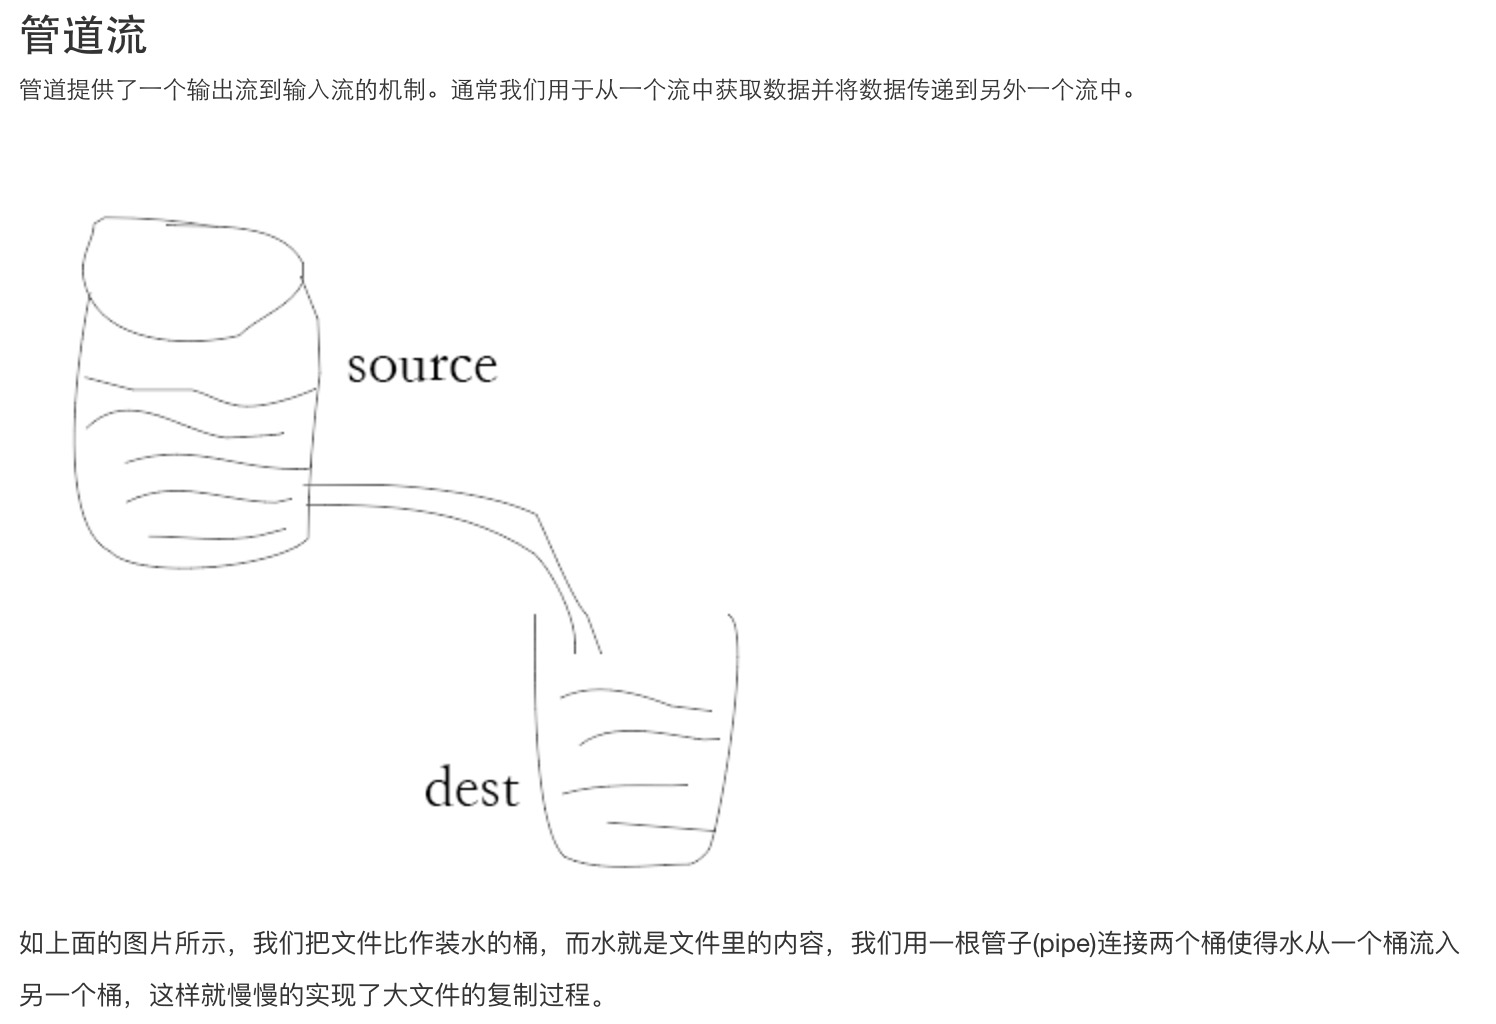 管道流
管道提供了一个输出流到输入流的机制。通常我们用于从一个流中获取数据并将数据传递到另外一个流中。
source
dest
如上面的图片所示，我们把文件比作装水的桶，而水就是文件里的内容，我们用一根管子(pipe)连接两个桶使得水从一个桶流入
另一个桶，这样就慢慢的实现了大文件的复制过程。